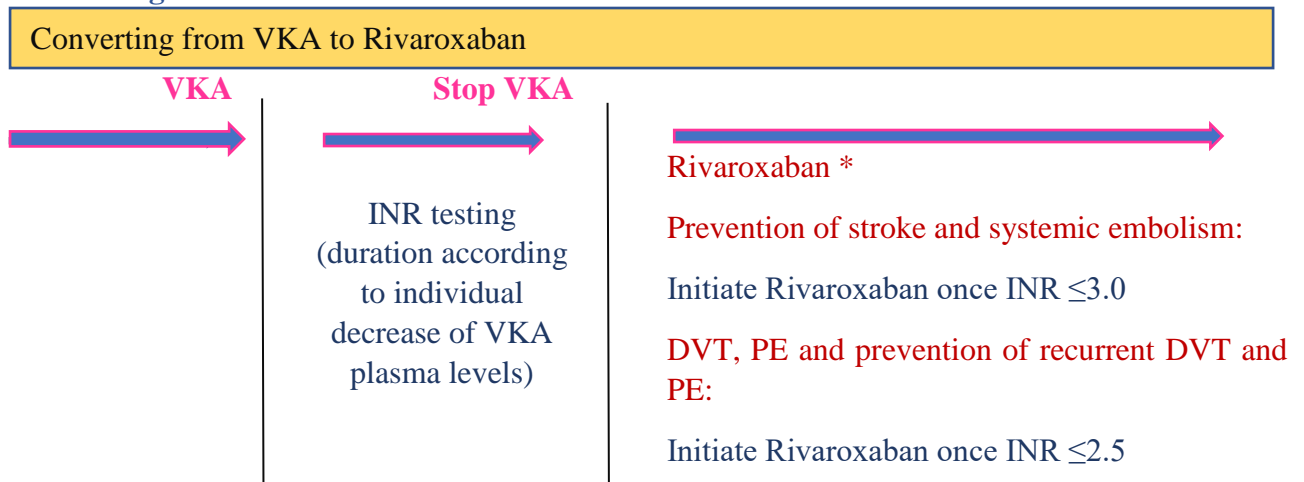 Converting from VKA to Rivaroxaban
VKA
Stop VKA
INR testing
(duration according
to individual
decrease of VKA
plasma levels)
Rivaroxaban *
Prevention of stroke and systemic embolism:
Initiate Rivaroxaban once INR ≤3.0
DVT, PE and prevention of recurrent DVT and
PE:
Initiate Rivaroxaban once INR ≤2.5